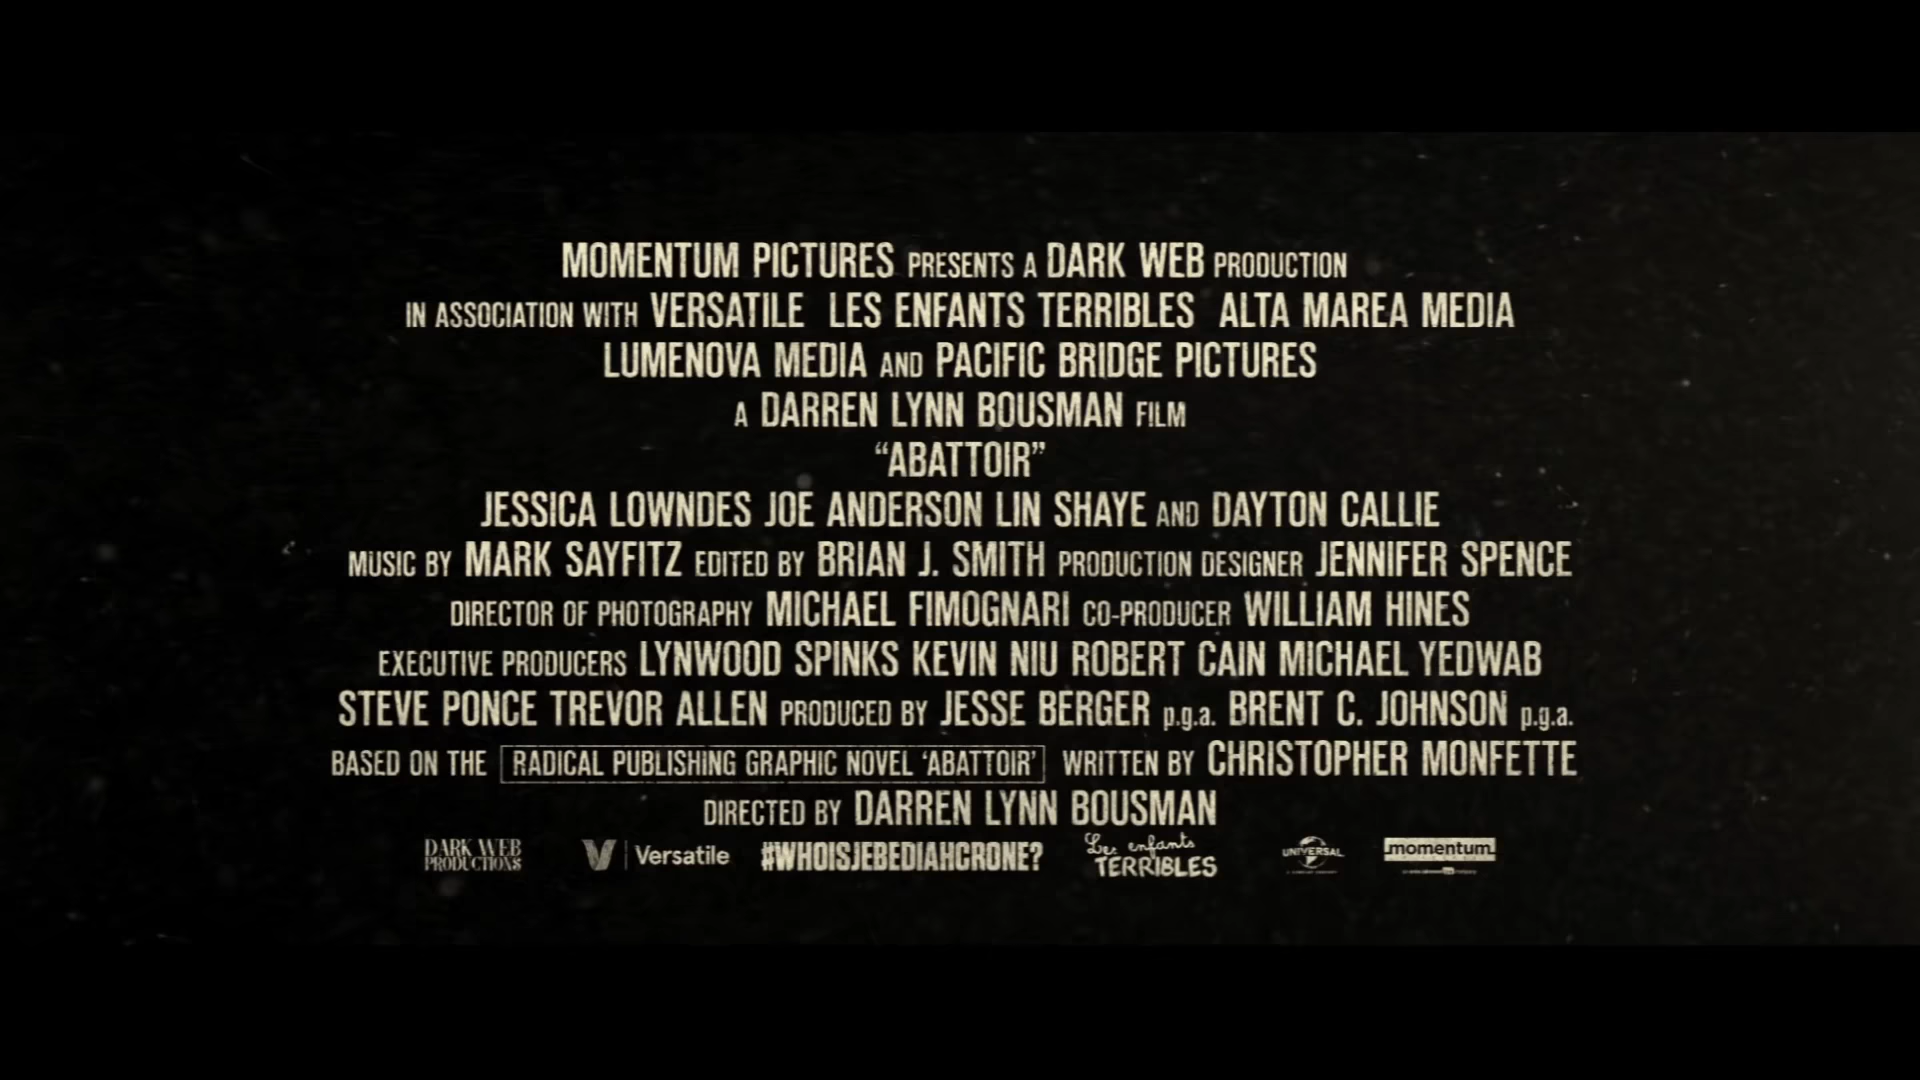 MOMENTUM PICTURES PRESENTS A DARK WEB PRODUCTION
IN ASSOCIATION WITH VERSATILE LES ENFANTS TERRIBLES ALTA MAREA MEDIA
LUMENOVA MEDIA AND PACIFIC BRIDGE PICTURES
A DARREN LYNN BOUSMAN FILM
“ABATTOIR”
JESSICA LOWNDES JOE ANDERSON LIN SHAYE AND DAYTON CALLIE
MUSIC BY MARK SAYFITZ EDITED BY BRIAN J. SMITH PRODUCTION DESIGNER JENNIFER SPENCE
DIRECTOR OF PHOTOGRAPHY MICHAEL FIMOGNARI CO-PRODUCER WILLIAM HINES
EXECUTIVE PRODUCERS LYNWOOD SPINKS KEVIN NIU ROBERT CAIN MICHAEL YEDWAB
STEVE PONCE TREVOR ALLEN PRODUCED BY JESSE BERGER p.g.a. BRENT C. JOHNSON p.g.a.
BASED ON THE RADICAL PUBLISHING GRAPHIC NOVEL ‘ABATTOIR’ WRITTEN BY CHRISTOPHER MONFETTE
DIRECTED BY DARREN LYNN BOUSMAN
DARK WEB PRODUCTIONS Versatile #WHOISJEBEDIAHCRONE? Les enfants TERRIBLES UNIVERSAL momentum